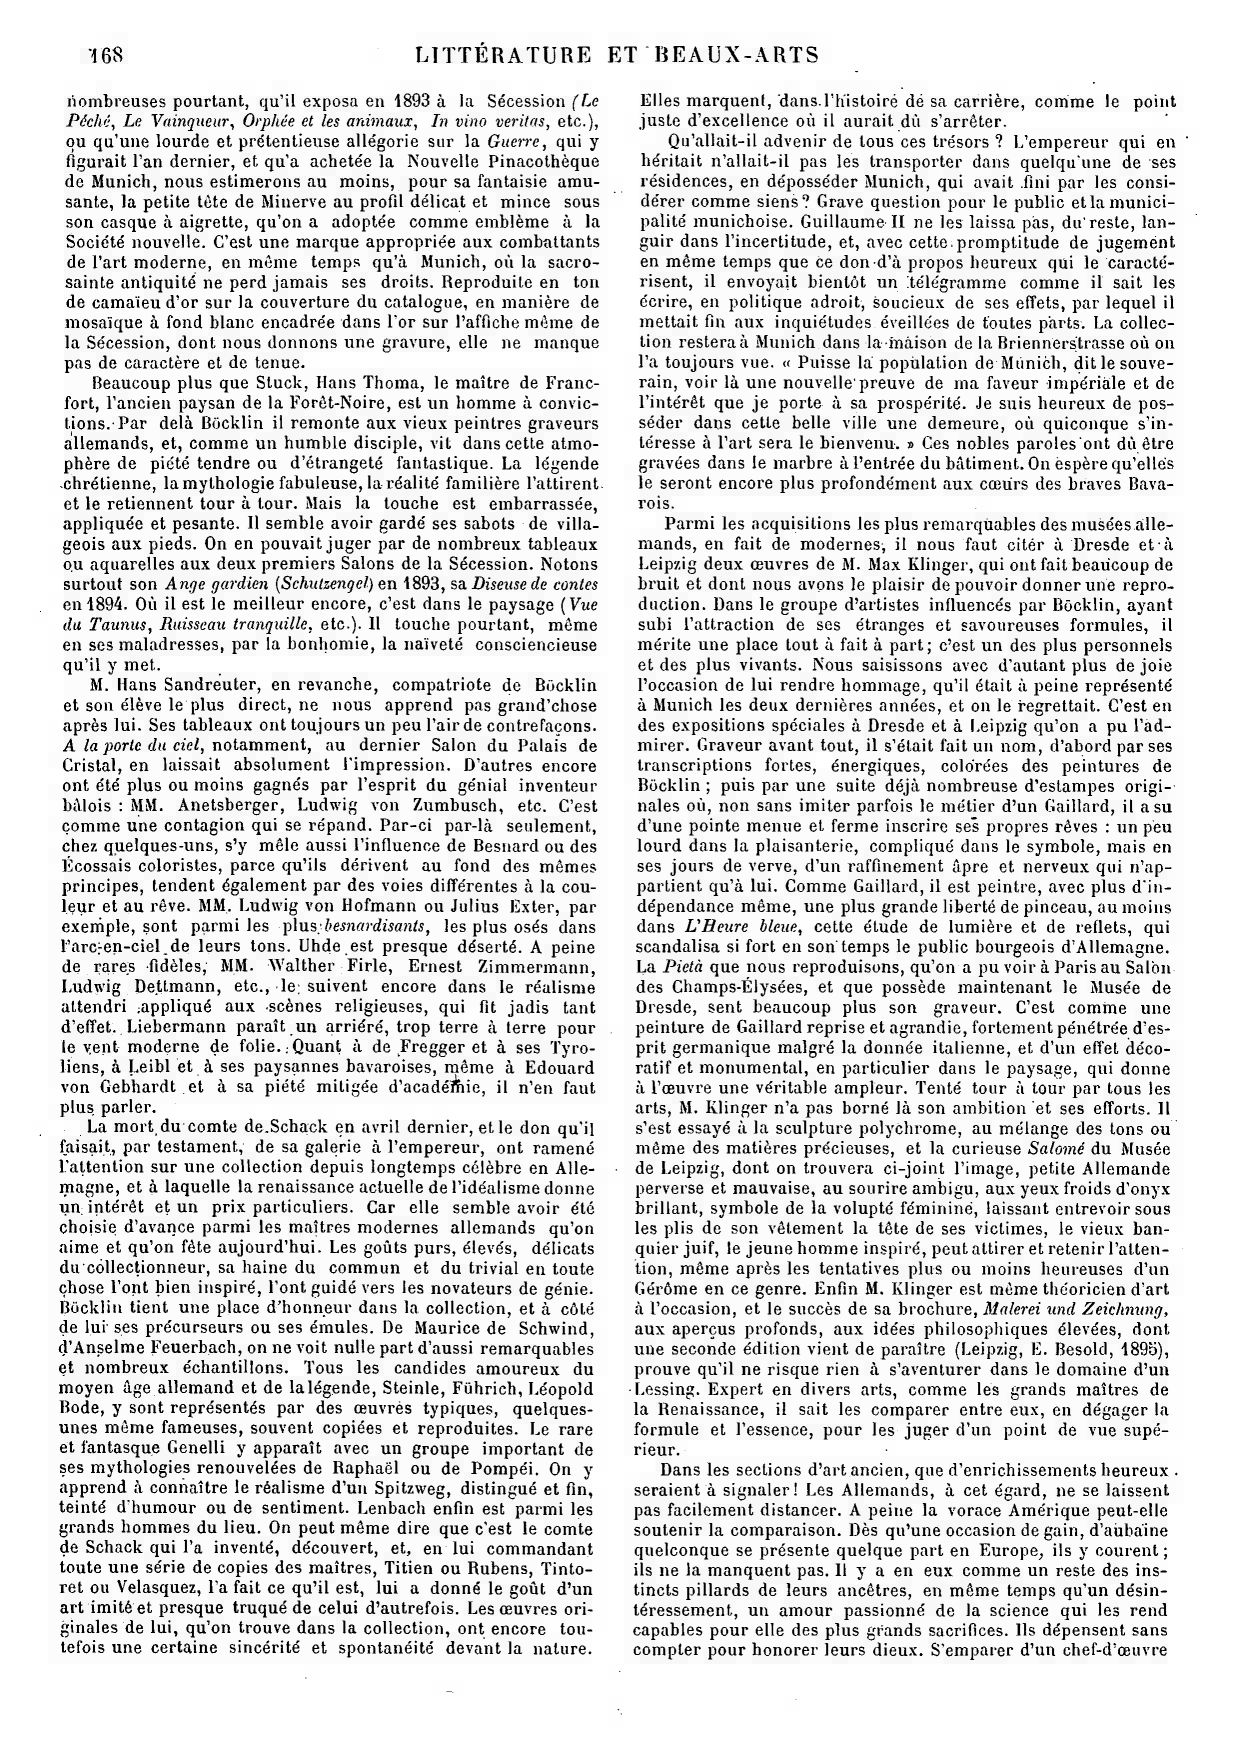 168
LITTÉRATURE ET BEAUX-ARTS
nombreuses pourtant, qu'il exposa en 1893 à la Sécession (Le
Péché, Le Vainqueur, Orphée et les animaux, In vino veritas, etc.),
ou qu'une lourde et prétentieuse allégorie sur la Guerre, qui y
figurait l'an dernier, et qu'a achetée la Nouvelle Pinacothèque
de Munich, nous estimerons au moins, pour sa fantaisie amu-
sante, la petite tête de Minerve au profil délicat et mince sous
son casque à aigrette, qu'on a adoptée comme emblème à la
Société nouvelle. C'est une marque appropriée aux combattants
de l'art moderne, en même temps qu'à Munich, où la sacro-
sainte antiquité ne perd jamais ses droits. Reproduite en ton
de camaïeu d'or sur la couverture du catalogue, en manière de
mosaïque à fond blanc encadrée dans l'or sur l'affiche même de
la Sécession, dont nous donnons une gravure, elle ne manque
pas de caractère et de tenue.
Beaucoup plus que Stuck, Hans Thoma, le maître de Franc-
fort, l'ancien paysan de la Forêt-Noire, est un homme à convic-
tions. Par delà Böcklin il remonte aux vieux peintres graveurs
allemands, et, comme un humble disciple, vit dans cette atmo-
phère de piété tendre ou d'étrangeté fantastique. La légende
chrétienne, la mythologie fabuleuse, la réalité familière l'attirent
et le retiennent tour à tour. Mais la touche est embarrassée,
appliquée et pesante. Il semble avoir gardé ses sabots de villa-
geois aux pieds. On en pouvait juger par de nombreux tableaux
ou aquarelles aux deux premiers Salons de la Sécession. Notons
surtout son Ange gardien (Schutzengel) en 1893, sa Diseuse de contes
en 1894. Où il est le meilleur encore, c'est dans le paysage (Vue
du Taunus, Ruisseau tranquille, etc.). Il touche pourtant, même
en ses maladresses, par la bonhomie, la naïveté consciencieuse
qu'il y met.
M. Hans Sandreuter, en revanche, compatriote de Böcklin
et son élève le plus direct, ne nous apprend pas grand'chose
après lui. Ses tableaux ont toujours un peu l'air de contrefaçons.
A la porte du ciel, notamment, au dernier Salon du Palais de
Cristal, en laissait absolument l'impression. D'autres encore
ont été plus ou moins gagnés par l'esprit du génial inventeur
bâlois : MM. Anetsberger, Ludwig von Zumbusch, etc. C'est
comme une contagion qui se répand. Par-ci par-là seulement,
chez quelques-uns, s'y mêle aussi l'influence de Besnard ou des
Écossais coloristes, parce qu'ils dérivent au fond des mêmes
principes, tendent également par des voies différentes à la cou-
leur et au rêve. MM. Ludwig von Hofmann ou Julius Exter, par
exemple, sont parmi les plus besnardisants, les plus osés dans
l'arc-en-ciel de leurs tons. Uhde est presque déserté. A peine
de rares fidèles, MM. Walther Firle, Ernest Zimmermann,
Ludwig Dettmann, etc., le suivent encore dans le réalisme
attendri appliqué aux scènes religieuses, qui fit jadis tant
d'effet. Liebermann paraît un arriéré, trop terre à terre pour
le vent moderne de folie. Quant à de Fregger et à ses Tyro-
liens, à Leibl et à ses paysannes bavaroises, même à Edouard
von Gebhardt et à sa piété mitigée d'académie, il n'en faut
plus parler.
La mort du comte de Schack en avril dernier, et le don qu'il
faisait, par testament, de sa galerie à l'empereur, ont ramené
l'attention sur une collection depuis longtemps célèbre en Alle-
magne, et à laquelle la renaissance actuelle de l'idéalisme donne
un intérêt et un prix particuliers. Car elle semble avoir été
choisie d'avance parmi les maîtres modernes allemands qu'on
aime et qu'on fête aujourd'hui. Les goûts purs, élevés, délicats
du collectionneur, sa haine du commun et du trivial en toute
chose l'ont bien inspiré, l'ont guidé vers les novateurs de génie.
Böcklin tient une place d'honneur dans la collection, et à côté
de lui ses précurseurs ou ses émules. De Maurice de Schwind,
d'Anselme Feuerbach, on ne voit nulle part d'aussi remarquables
et nombreux échantillons. Tous les candides amoureux du
moyen âge allemand et de la légende, Steinle, Führich, Léopold
Bode, y sont représentés par des œuvres typiques, quelques-
unes même fameuses, souvent copiées et reproduites. Le rare
et fantasque Genelli y apparaît avec un groupe important de
ses mythologies renouvelées de Raphaël ou de Pompéi. On y
apprend à connaître le réalisme d'un Spitzweg, distingué et fin,
teinté d'humour ou de sentiment. Lenbach enfin est parmi les
grands hommes du lieu. On peut même dire que c'est le comte
de Schack qui l'a inventé, découvert, et, en lui commandant
toute une série de copies des maîtres, Titien ou Rubens, Tinto-
ret ou Velasquez, l'a fait ce qu'il est, lui a donné le goût d'un
art imité et presque truqué de celui d'autrefois. Les œuvres ori-
ginales de lui, qu'on trouve dans la collection, ont encore tou-
tefois une certaine sincérité et spontanéité devant la nature.
Elles marquent, dans l'histoire de sa carrière, comme le point
juste d'excellence où il aurait dû s'arrêter.
Qu'allait-il advenir de tous ces trésors ? L'empereur qui en
héritait n'allait-il pas les transporter dans quelqu'une de ses
résidences, en déposséder Munich, qui avait fini par les consi-
dérer comme siens ? Grave question pour le public et la munici-
palité munichoise. Guillaume II ne les laissa pas, du reste, lan-
guir dans l'incertitude, et, avec cette promptitude de jugement
en même temps que ce don d'à propos heureux qui le caracté-
risent, il envoyait bientôt un télégramme comme il sait les
écrire, en politique adroit, soucieux de ses effets, par lequel il
mettait fin aux inquiétudes éveillées de toutes parts. La collec-
tion restera à Munich dans la maison de la Briennerstrasse où on
l'a toujours vue. « Puisse la population de Munich, dit le souve-
rain, voir là une nouvelle preuve de ma faveur impériale et de
l'intérêt que je porte à sa prospérité. Je suis heureux de pos-
séder dans cette belle ville une demeure, où quiconque s'in-
téresse à l'art sera le bienvenu. » Ces nobles paroles ont dû être
gravées dans le marbre à l'entrée du bâtiment. On espère qu'elles
le seront encore plus profondément aux cœurs des braves Bava-
rois.
Parmi les acquisitions les plus remarquables des musées alle-
mands, en fait de modernes, il nous faut citer à Dresde et à
Leipzig deux œuvres de M. Max Klinger, qui ont fait beaucoup de
bruit et dont nous avons le plaisir de pouvoir donner une repro-
duction. Dans le groupe d'artistes influencés par Böcklin, ayant
subi l'attraction de ses étranges et savoureuses formules, il
mérite une place tout à fait à part ; c'est un des plus personnels
et des plus vivants. Nous saisissons avec d'autant plus de joie
l'occasion de lui rendre hommage, qu'il était à peine représenté
à Munich les deux dernières années, et on le regrettait. C'est en
des expositions spéciales à Dresde et à Leipzig qu'on a pu l'ad-
mirer. Graveur avant tout, il s'était fait un nom, d'abord par ses
transcriptions fortes, énergiques, colorées des peintures de
Böcklin ; puis par une suite déjà nombreuse d'estampes origi-
nales où, non sans imiter parfois le métier d'un Gaillard, il a su
d'une pointe menue et ferme inscrire ses propres rêves : un peu
lourd dans la plaisanterie, compliqué dans le symbole, mais en
ses jours de verve, d'un raffinement âpre et nerveux qui n'ap-
partient qu'à lui. Comme Gaillard, il est peintre, avec plus d'in-
dépendance même, une plus grande liberté de pinceau, au moins
dans L'Heure bleue, cette étude de lumière et de reflets, qui
scandalisa si fort en son temps le public bourgeois d'Allemagne.
La Pietà que nous reproduisons, qu'on a pu voir à Paris au Salon
des Champs-Élysées, et que possède maintenant le Musée de
Dresde, sent beaucoup plus son graveur. C'est comme une
peinture de Gaillard reprise et agrandie, fortement pénétrée d'es-
prit germanique malgré la donnée italienne, et d'un effet déco-
ratif et monumental, en particulier dans le paysage, qui donne
à l'œuvre une véritable ampleur. Tenté tour à tour par tous les
arts, M. Klinger n'a pas borné là son ambition et ses efforts. Il
s'est essayé à la sculpture polychrome, au mélange des tons ou
même des matières précieuses, et la curieuse Salomé du Musée
de Leipzig, dont on trouvera ci-joint l'image, petite Allemande
perverse et mauvaise, au sourire ambigu, aux yeux froids d'onyx
brillant, symbole de la volupté féminine, laissant entrevoir sous
les plis de son vêtement la tête de ses victimes, le vieux ban-
quier juif, le jeune homme inspiré, peut attirer et retenir l'atten-
tion, même après les tentatives plus ou moins heureuses d'un
Gérôme en ce genre. Enfin M. Klinger est même théoricien d'art
à l'occasion, et le succès de sa brochure, Malerei und Zeichnung,
aux aperçus profonds, aux idées philosophiques élevées, dont
une seconde édition vient de paraître (Leipzig, E. Besold, 1895),
prouve qu'il ne risque rien à s'aventurer dans le domaine d'un
Lessing. Expert en divers arts, comme les grands maîtres de
la Renaissance, il sait les comparer entre eux, en dégager la
formule et l'essence, pour les juger d'un point de vue supé-
rieur.
Dans les sections d'art ancien, que d'enrichissements heureux
seraient à signaler ! Les Allemands, à cet égard, ne se laissent
pas facilement distancer. A peine la vorace Amérique peut-elle
soutenir la comparaison. Dès qu'une occasion de gain, d'aubaine
quelconque se présente quelque part en Europe, ils y courent ;
ils ne la manquent pas. Il y a en eux comme un reste des ins-
tincts pillards de leurs ancêtres, en même temps qu'un désin-
téressement, un amour passionné de la science qui les rend
capables pour elle des plus grands sacrifices. Ils dépensent sans
compter pour honorer leurs dieux. S'emparer d'un chef-d'œuvre